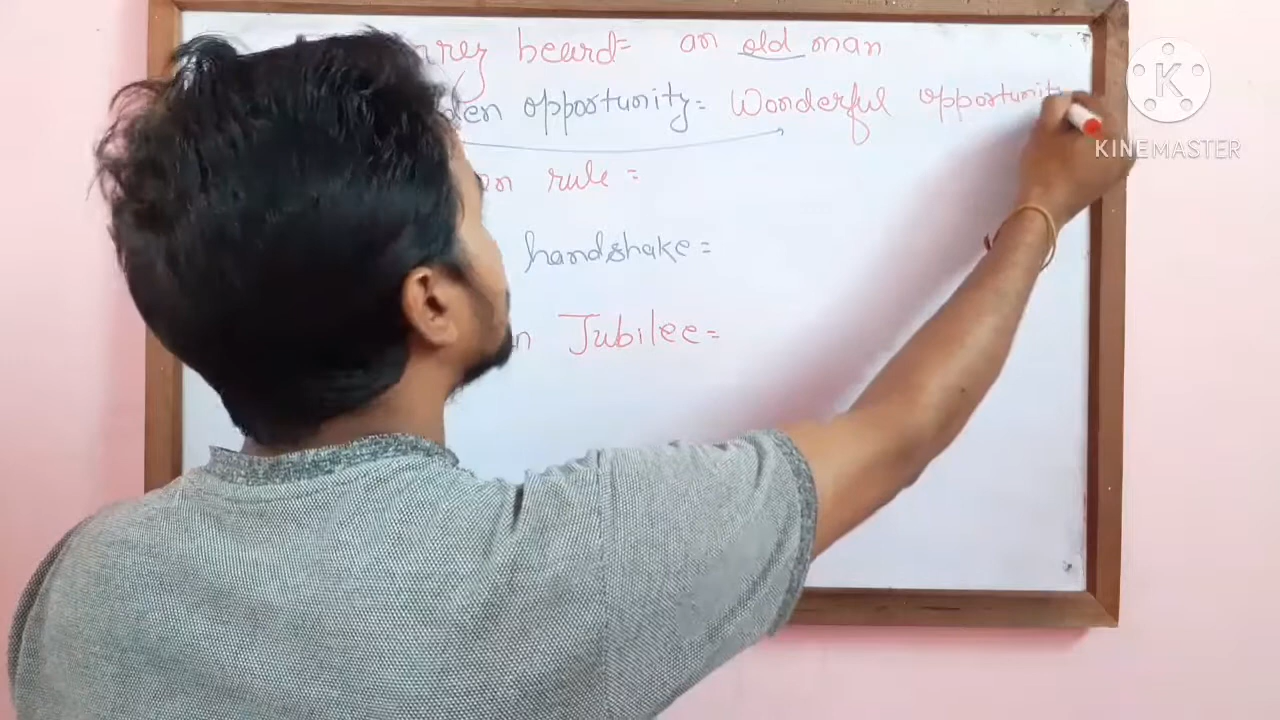 beard= an old man
opportunity= Wonderful opportunity
rule =
handshake =
Jubilee =
K
KINEMASTER